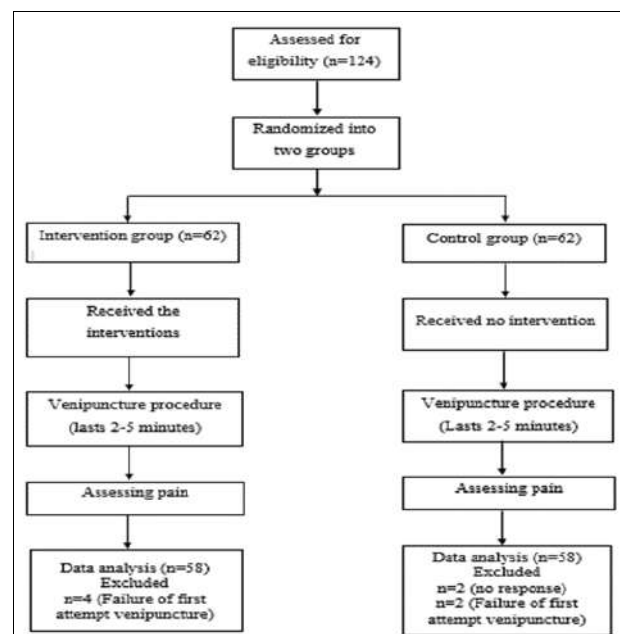 Assessed for
eligibility (n=124)
Randomized into
two groups
Intervention group (n=62)
Received the
interventions
Venipuncture procedure
(lasts 2-5 minutes)
Assessing pain
Data analysis (n=58)
Excluded
n=4 (Failure of first
attempt venipuncture)
Control group (n=62)
Received no intervention
Venipuncture procedure
(Lasts 2-5 minutes)
Assessing pain
Data analysis (n=58)
Excluded
n=2 (no response)
n=2 (Failure of first
attempt venipuncture)